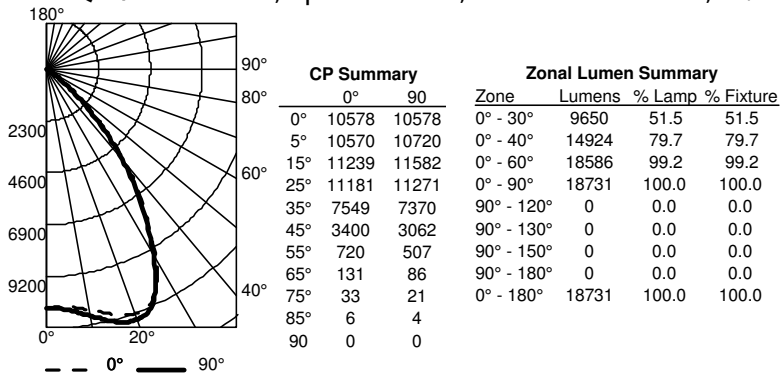 180°
90°
80°
60°
40°
20°
0°
2300
4600
6900
9200
0° 90°
CP Summary
0° 90
0° 10578 10578
5° 10570 10720
15° 11239 11582
25° 11181 11271
35° 7549 7370
45° 3400 3062
55° 720 507
65° 131 86
75° 33 21
85° 6 4
90 0 0
Zonal Lumen Summary
Zone Lumens % Lamp % Fixture
0° - 30° 9650 51.5 51.5
0° - 40° 14924 79.7 79.7
0° - 60° 18586 99.2 99.2
0° - 90° 18731 100.0 100.0
90° - 120° 0 0.0 0.0
90° - 130° 0 0.0 0.0
90° - 150° 0 0.0 0.0
90° - 180° 0 0.0 0.0
0° - 180° 18731 100.0 100.0